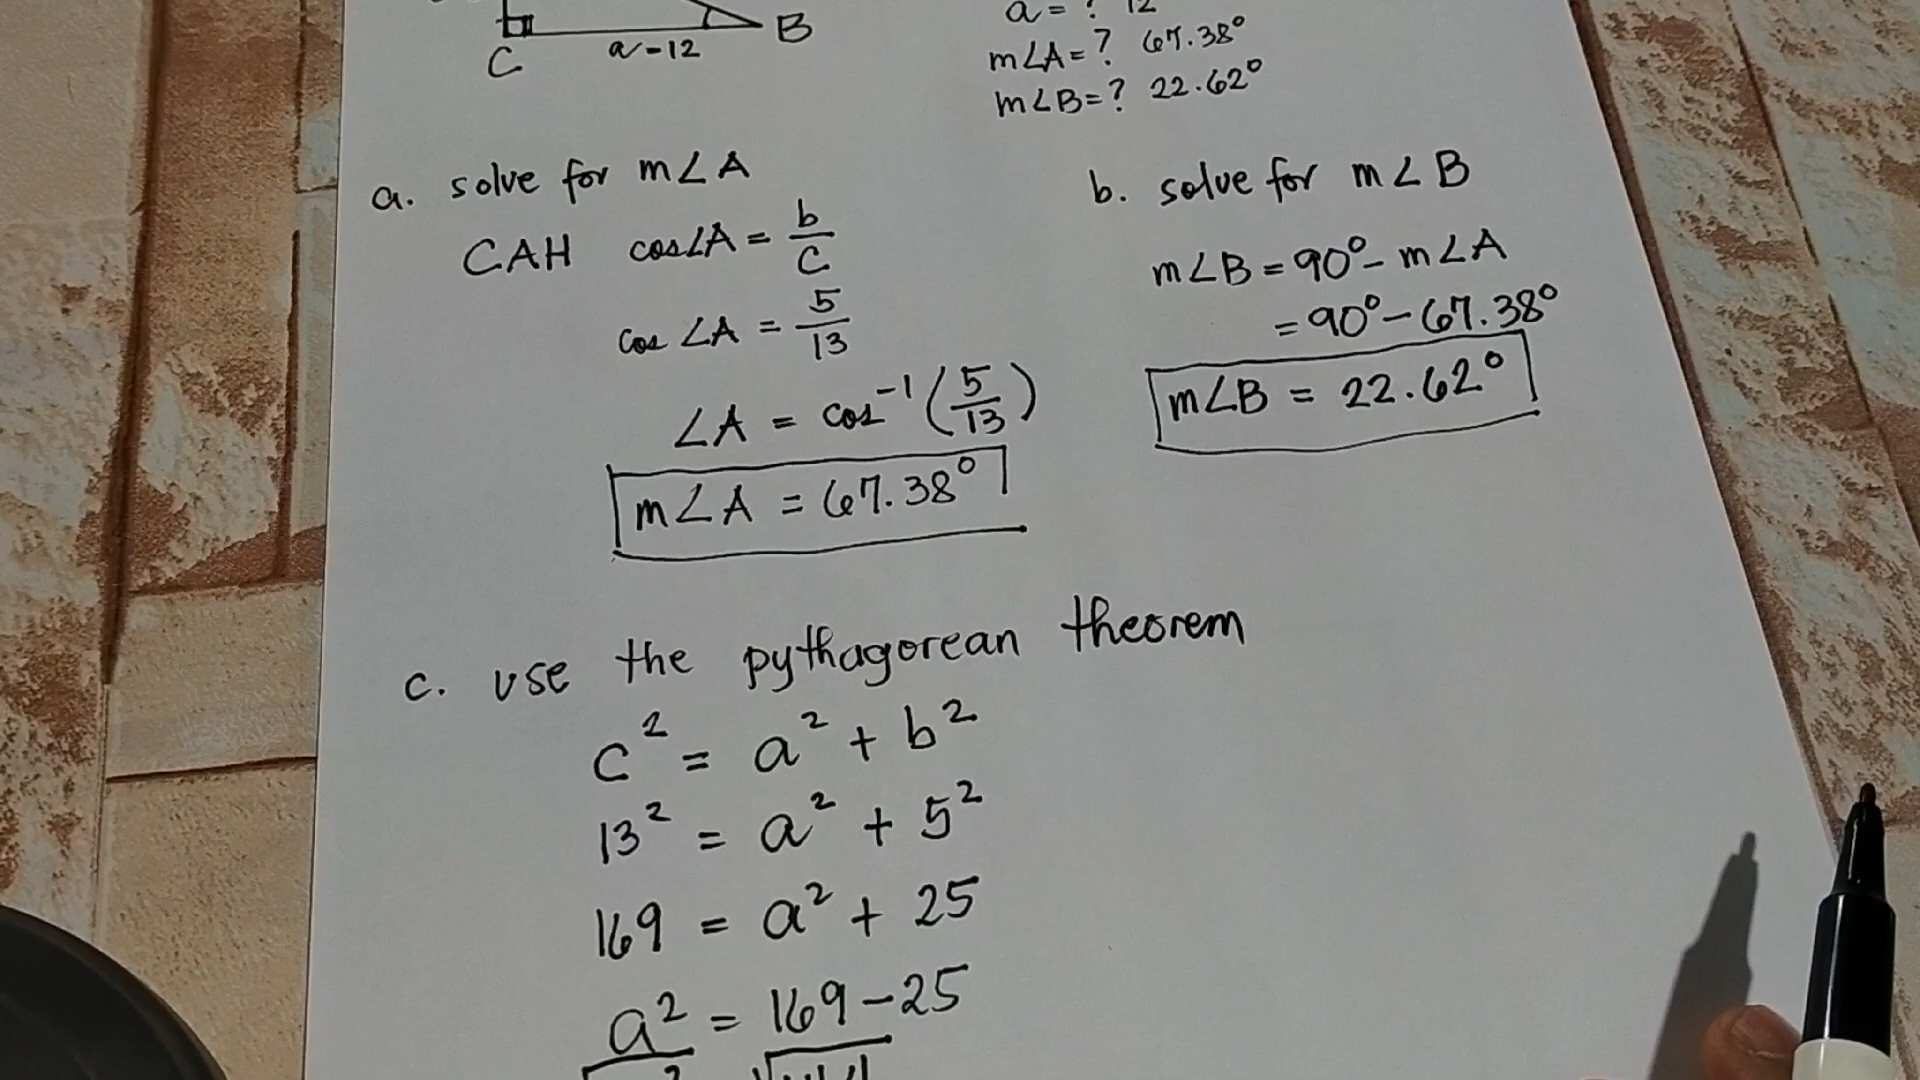 a = ? 12
C a-12 B
m∠A = ? 67.38°
m∠B = ? 22.62°
a. solve for m∠A
CAH cos∠A = b/c
cos ∠A = 5/13
∠A = cos⁻¹(5/13)
m∠A = 67.38°
b. solve for m∠B
m∠B = 90° - m∠A
= 90° - 67.38°
m∠B = 22.62°
c. use the pythagorean theorem
c² = a² + b²
13² = a² + 5²
169 = a² + 25
a² = 169 - 25